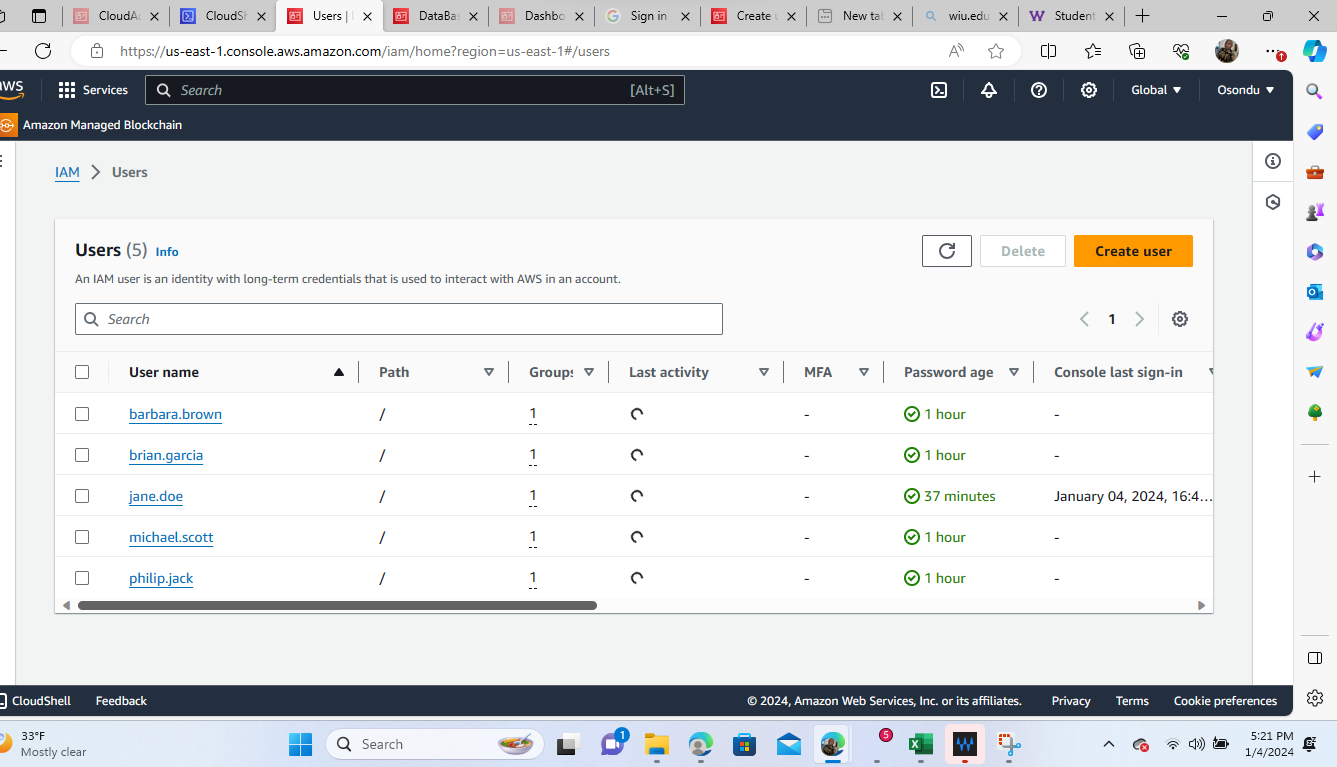 CloudAc
CloudSh
Users |
DataBas
Dashbo
Sign in
Create u
New tab
wiu.edu
Student
https://us-east-1.console.aws.amazon.com/iam/home?region=us-east-1#/users
aws
Services
Search [Alt+S]
Global
Osondu
Amazon Managed Blockchain
IAM > Users
Users (5) Info
Delete
Create user
An IAM user is an identity with long-term credentials that is used to interact with AWS in an account.
Search
1
User name Path Groups Last activity MFA Password age Console last sign-in
barbara.brown / 1 - 1 hour -
brian.garcia / 1 - 1 hour -
jane.doe / 1 - 37 minutes January 04, 2024, 16:4...
michael.scott / 1 - 1 hour -
philip.jack / 1 - 1 hour -
CloudShell Feedback © 2024, Amazon Web Services, Inc. or its affiliates. Privacy Terms Cookie preferences
33°F
Mostly clear
Search
1
5
5:21 PM
1/4/2024